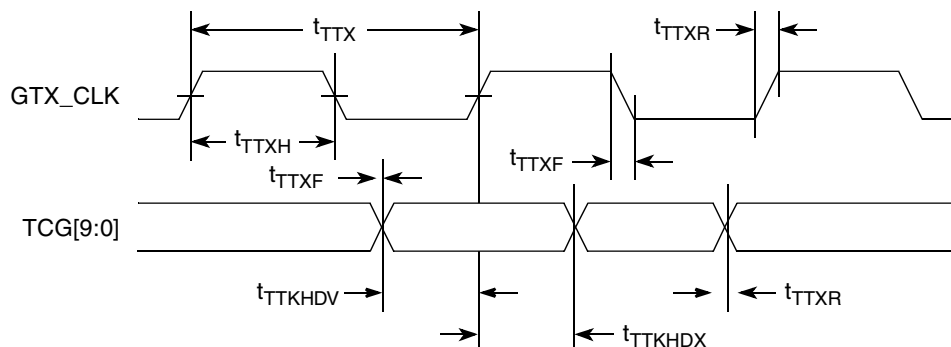 tTTX
tTTXR
GTX_CLK
tTTXH
tTTXF
tTTXF
TCG[9:0]
tTTKHDV
tTTXR
tTTKHDX